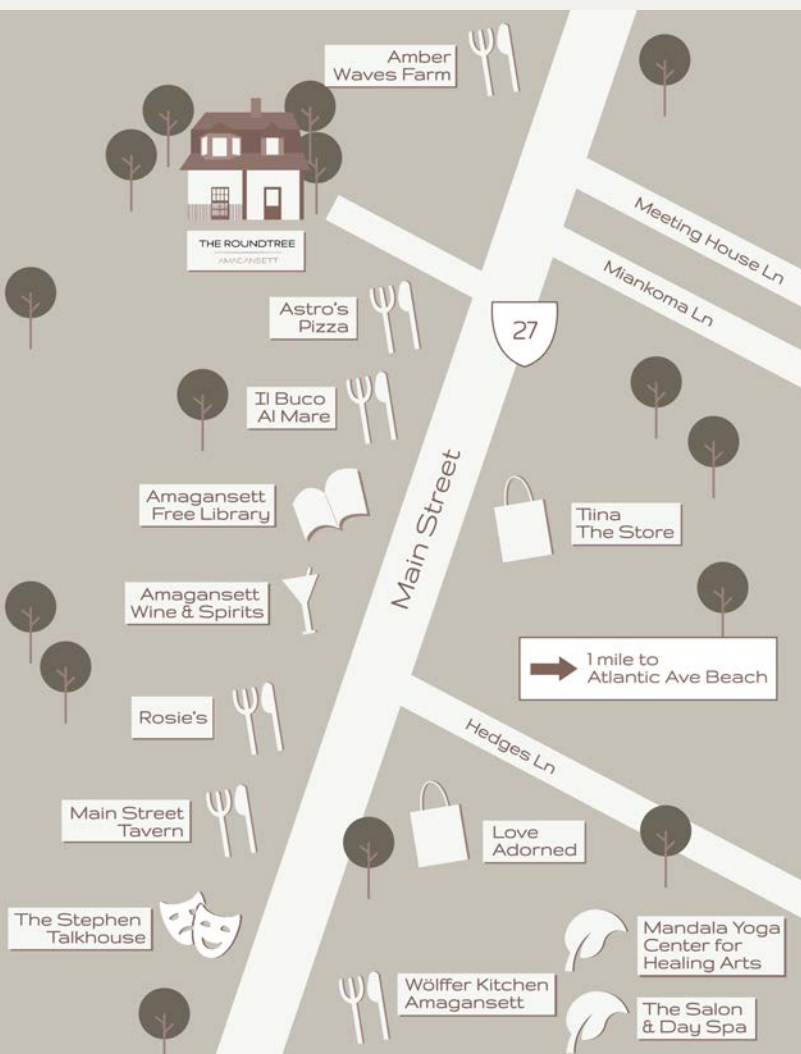 Amber
Waves Farm
Meeting House Ln
THE ROUNDTREE
AMAGANSETT
Miankoma Ln
Astro's
Pizza
27
Il Buco
Al Mare
Main Street
Amagansett
Free Library
Tiina
The Store
Amagansett
Wine & Spirits
1 mile to
Atlantic Ave Beach
Rosie's
Hedges Ln
Main Street
Tavern
Love
Adorned
The Stephen
Talkhouse
Mandala Yoga
Center for
Healing Arts
Wölffer Kitchen
Amagansett
The Salon
& Day Spa